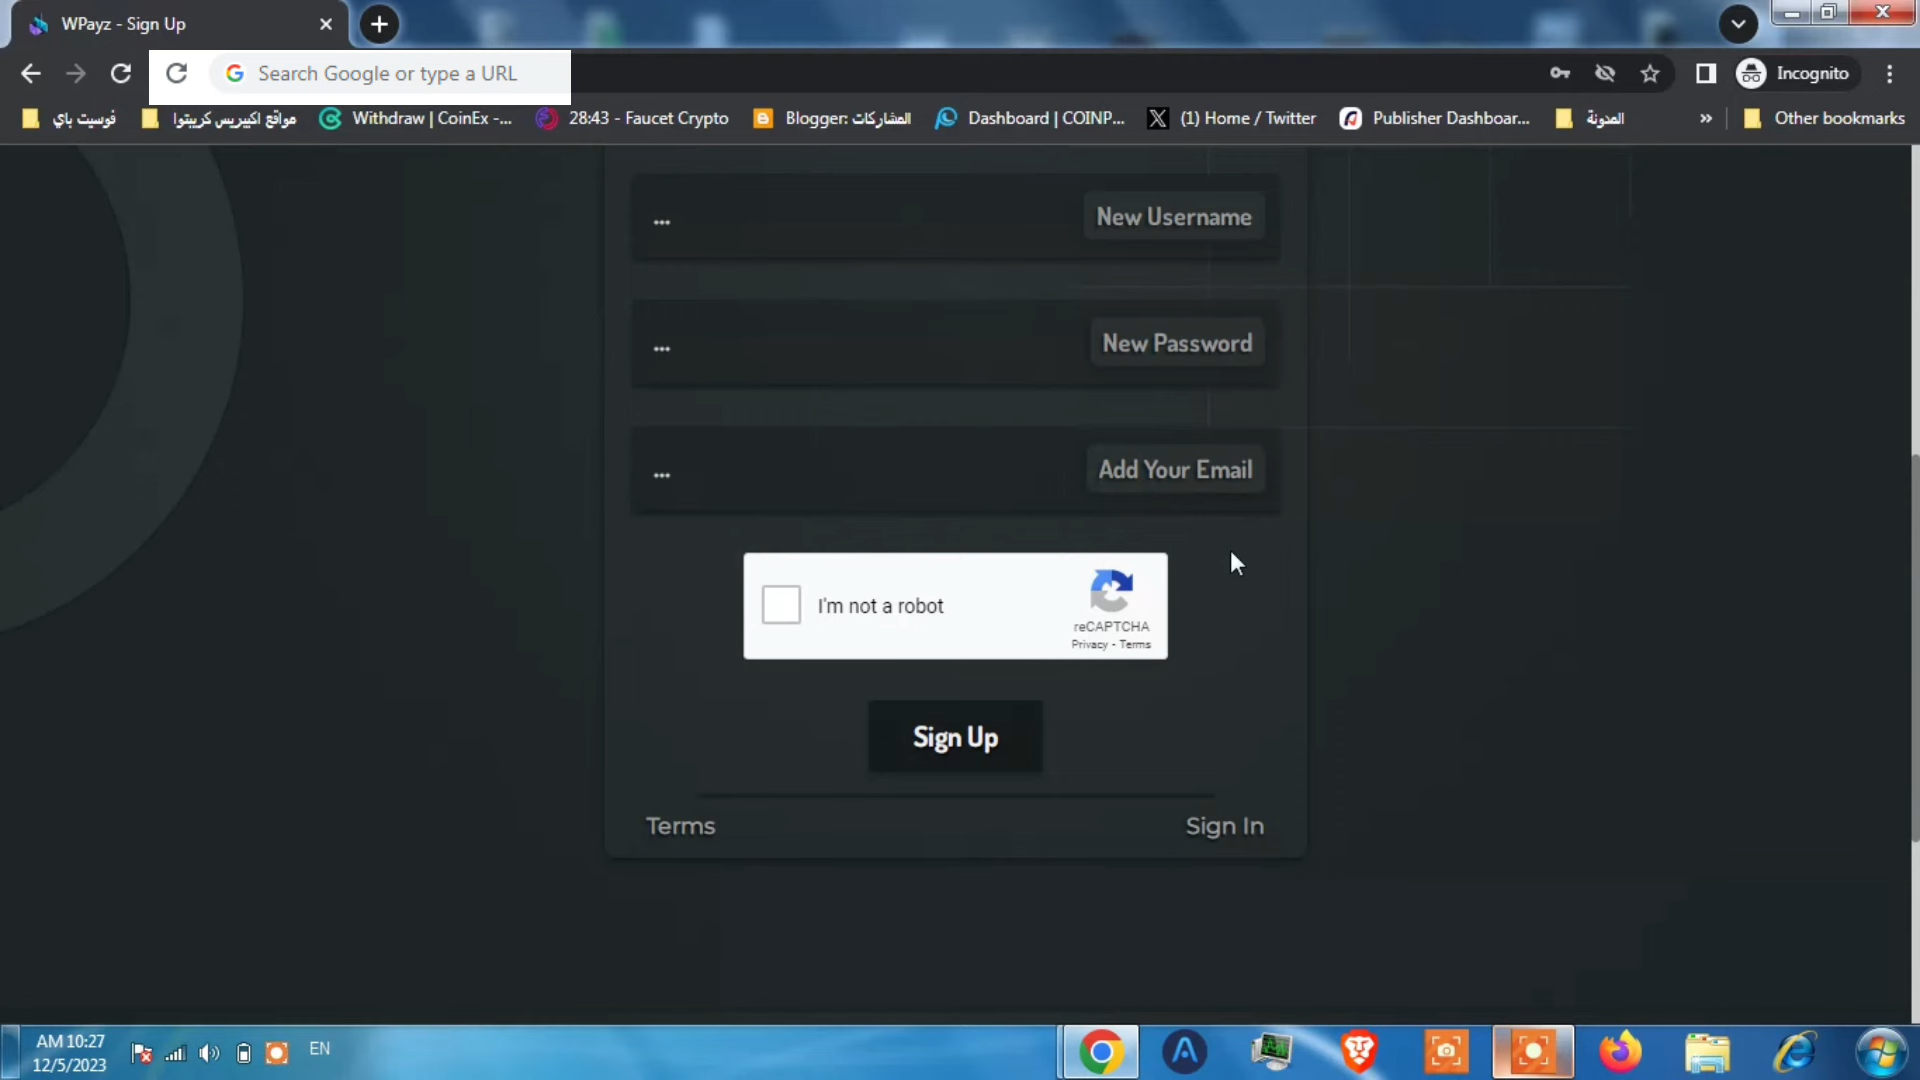 WPayz - Sign Up
Search Google or type a URL
Incognito
فوسيت باي
مواقع اكبيريس كريبتوا
Withdraw | CoinEx -...
28:43 - Faucet Crypto
Blogger: المشاركات
Dashboard | COINP...
(1) Home / Twitter
Publisher Dashboar...
المدونة
»
Other bookmarks
... New Username
... New Password
... Add Your Email
I'm not a robot
reCAPTCHA
Privacy - Terms
Sign Up
Terms
Sign In
AM 10:27
12/5/2023
EN